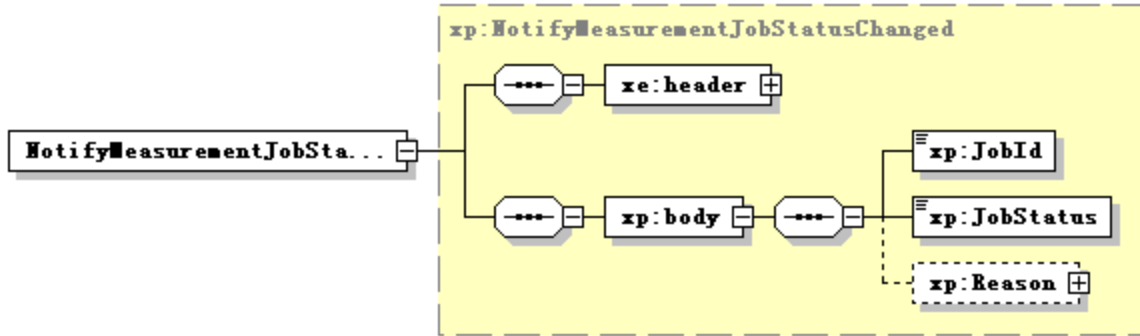 xp:NotifyMeasurementJobStatusChanged
xe:header
NotifyMeasurementJobSta...
xp:JobId
xp:body
xp:JobStatus
xp:Reason